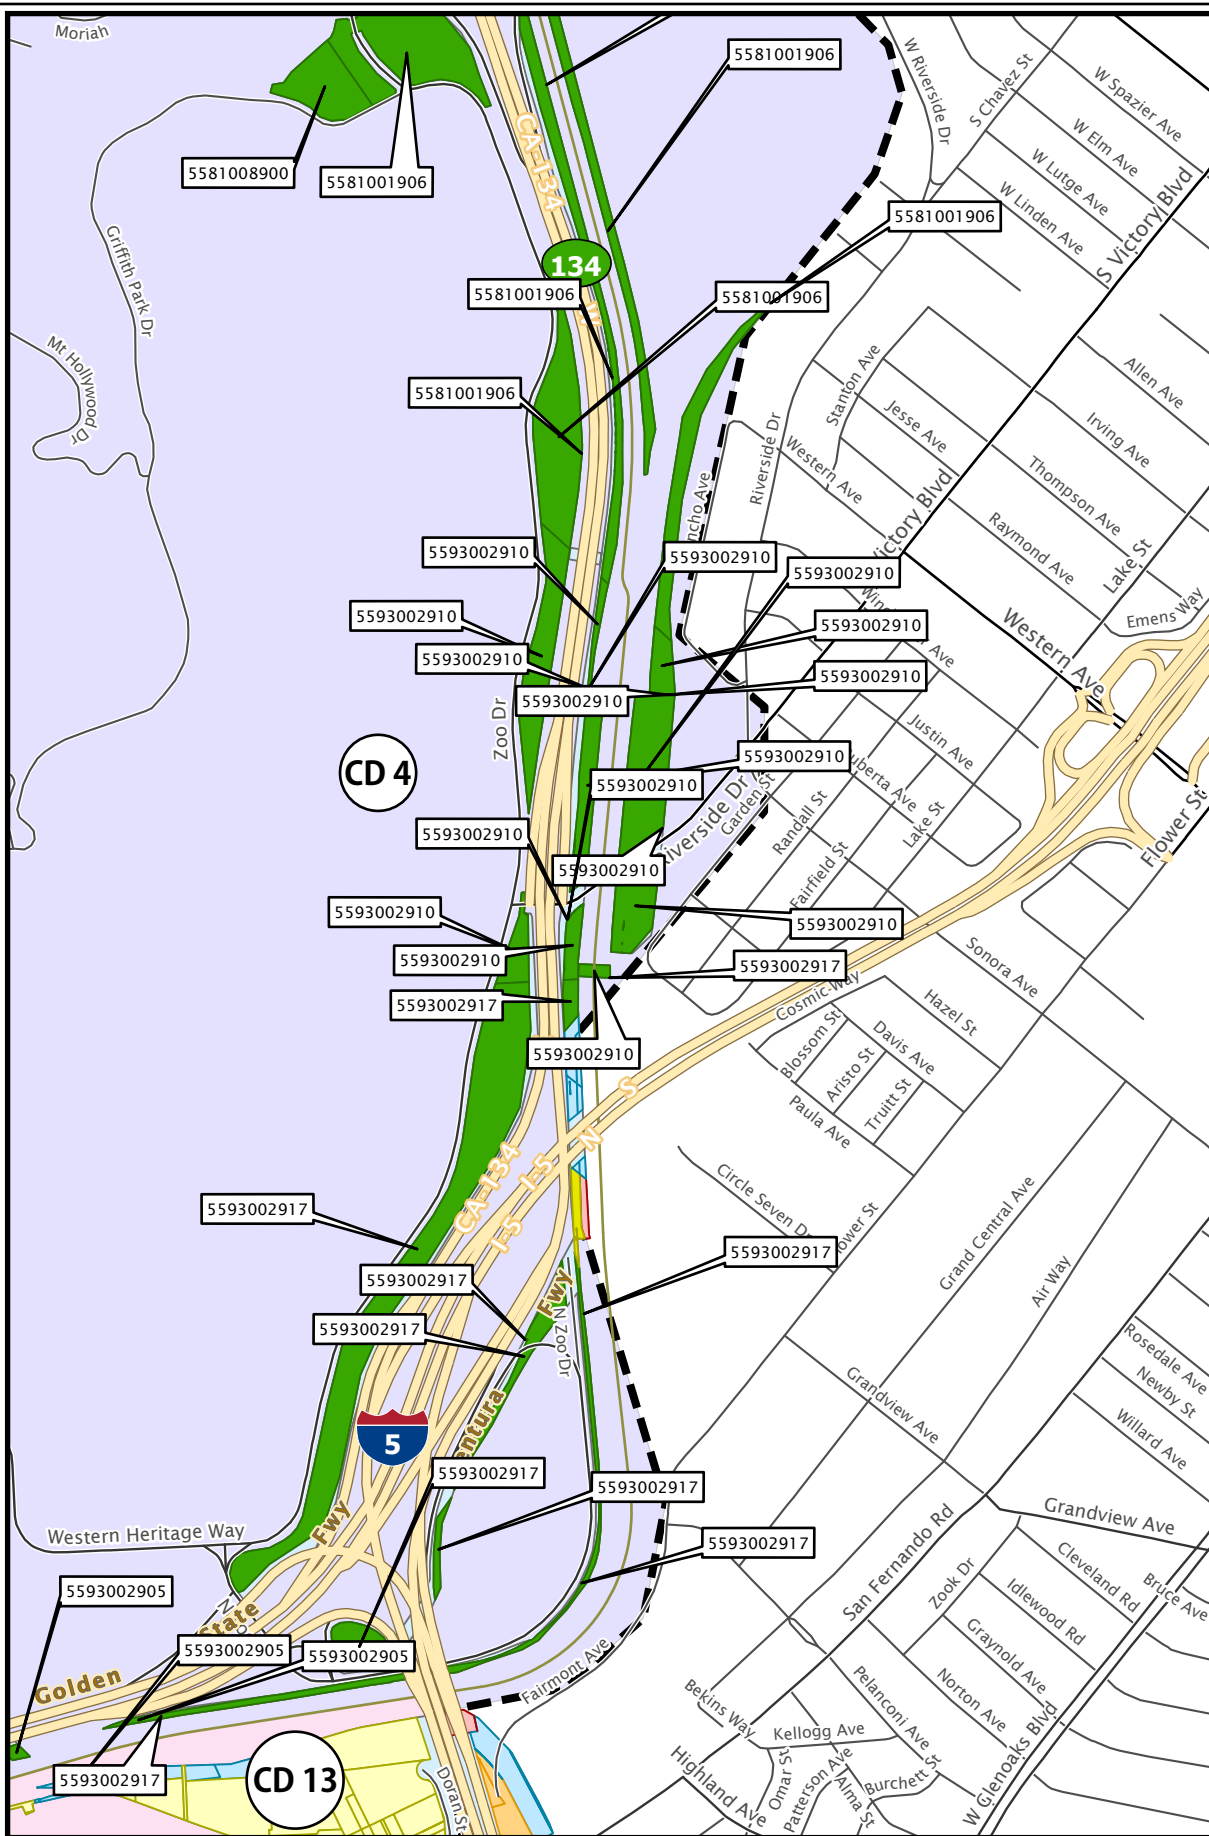 Moriah
5581001906
W Riverside Dr
S Chavez St
W Spazier Ave
W Elm Ave
W Lutge Ave
W Linden Ave
S Victory Blvd
5581008900
5581001906
CA-134
5581001906
134
Griffith Park Dr
5581001906
W
5581001906
Mt Hollywood Dr
5581001906
Stanton Ave
Allen Ave
Jesse Ave
Irving Ave
Riverside Dr
Western Ave
Thompson Ave
Victory Blvd
Raymond Ave
Lake St
ncho Ave
5593002910
5593002910
5593002910
5593002910
5593002910
5593002910
Western Ave
Emens Way
5593002910
5593002910
Zoo Dr
Justin Ave
CD 4
5593002910
5593002910
uberta Ave
Riverside Dr
Garden St
Randall St
Lake St
Flower St
5593002910
5593002910
Fairfield St
5593002910
5593002910
5593002910
5593002917
Sonora Ave
5593002917
Cosmic Way
Hazel St
5593002910
Blossom St
Davis Ave
Aristo St
Truitt St
Paula Ave
S
N
CA-134
I-5
I-5
Circle Seven Dr
ower St
Grand Central Ave
Air Way
5593002917
5593002917
5593002917
Fwy
N Zoo Dr
5593002917
Rosedale Ave
Newby St
Willard Ave
Grandview Ave
entura
5
5593002917
5593002917
Fwy
Western Heritage Way
San Fernando Rd
Grandview Ave
5593002917
Cleveland Rd
Zook Dr
Idlewood Rd
Bruce Ave
5593002905
State
5593002905
5593002905
Graynold Ave
Golden
Fairmont Ave
Pelanconi Ave
Norton Ave
Bekins Way
Kellogg Ave
5593002917
CD 13
Doran St
Highland Ave
Omar St
Patterson Ave
Alma St
Burchett St
W Glenoaks Blvd